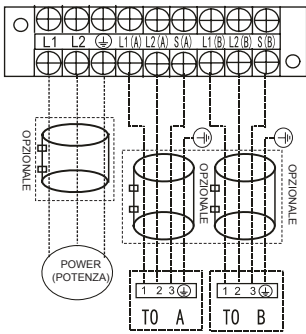 L1 L2 ⏚ L1(A) L2(A) S(A) L1(B) L2(B) S(B)
OPZIONALE
OPZIONALE
OPZIONALE
POWER
(POTENZA)
1 2 3 ⏚
TO A
1 2 3 ⏚
TO B